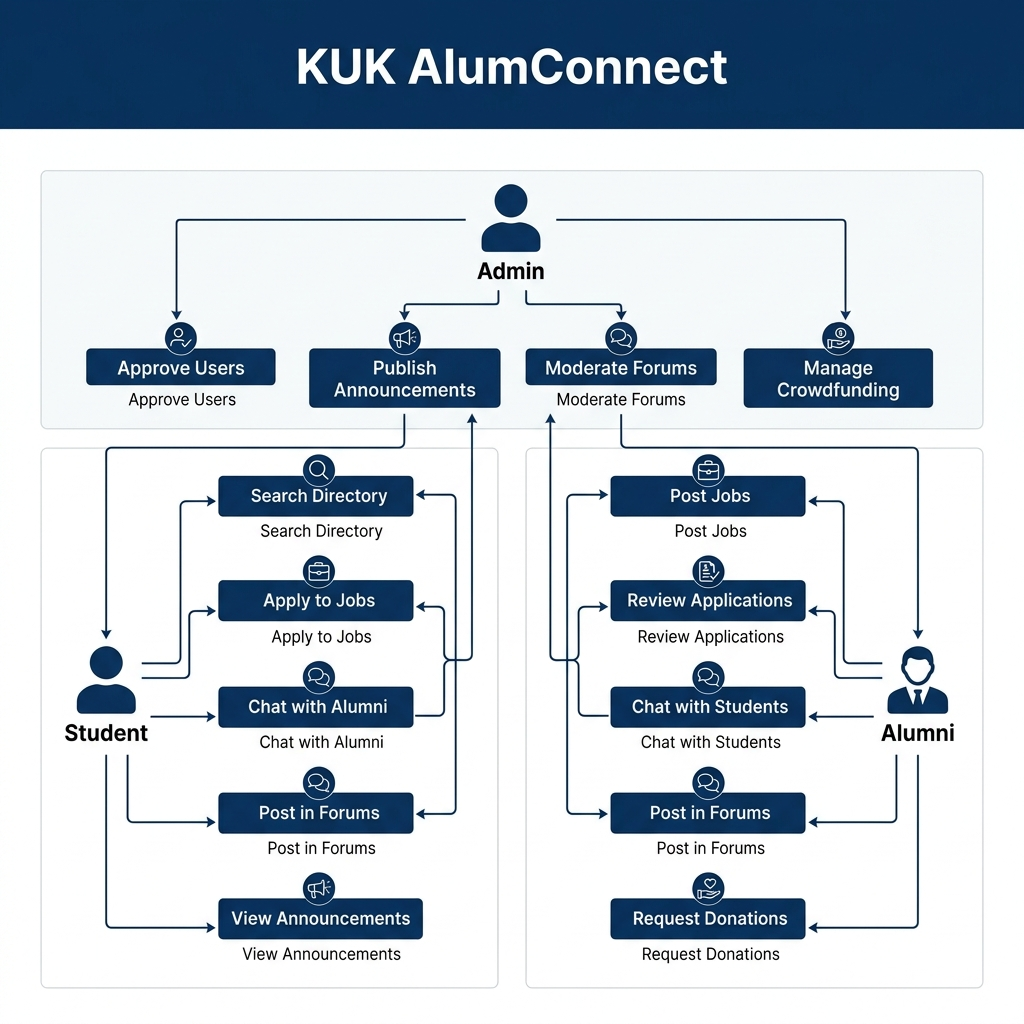 KUK AlumConnect
Admin
Approve Users
Approve Users
Publish
Announcements
Moderate Forums
Moderate Forums
Manage
Crowdfunding
Student
Search Directory
Search Directory
Apply to Jobs
Apply to Jobs
Chat with Alumni
Chat with Alumni
Post in Forums
Post in Forums
View Announcements
View Announcements
Post Jobs
Post Jobs
Review Applications
Review Applications
Chat with Students
Chat with Students
Post in Forums
Post in Forums
Request Donations
Request Donations
Alumni